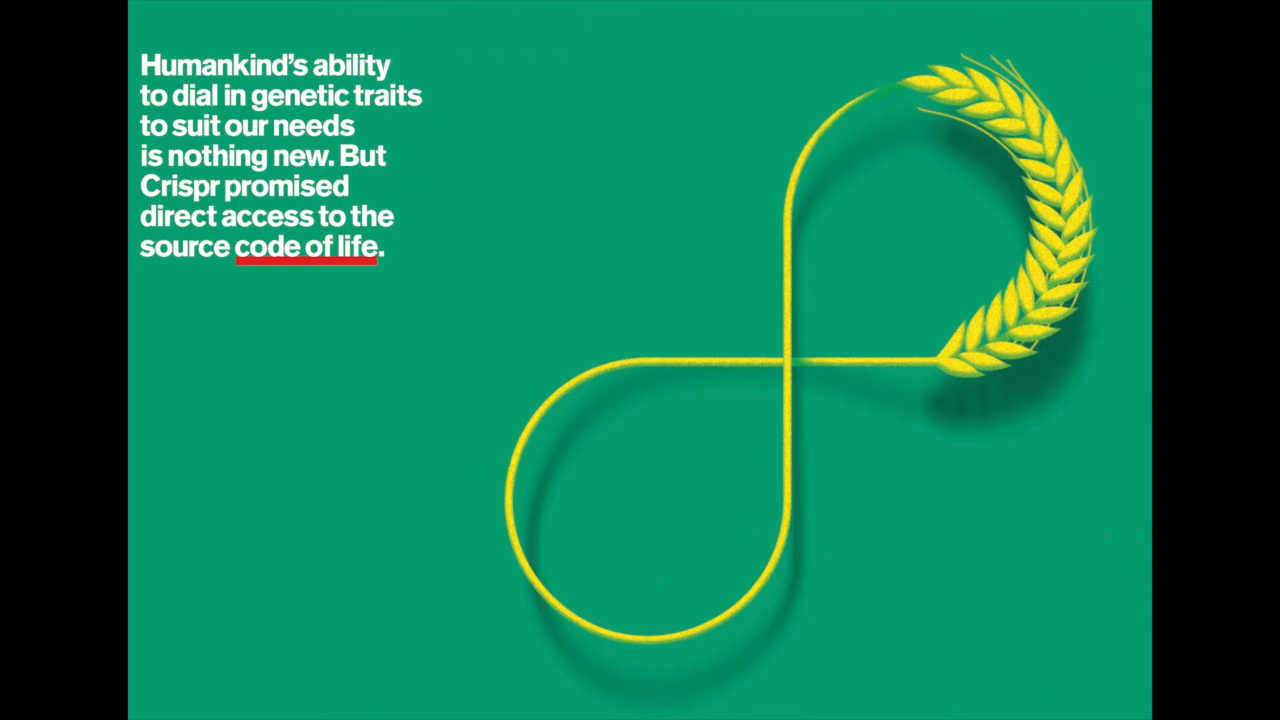 Humankind’s ability
to dial in genetic traits
to suit our needs
is nothing new. But
Crispr promised
direct access to the
source code of life.